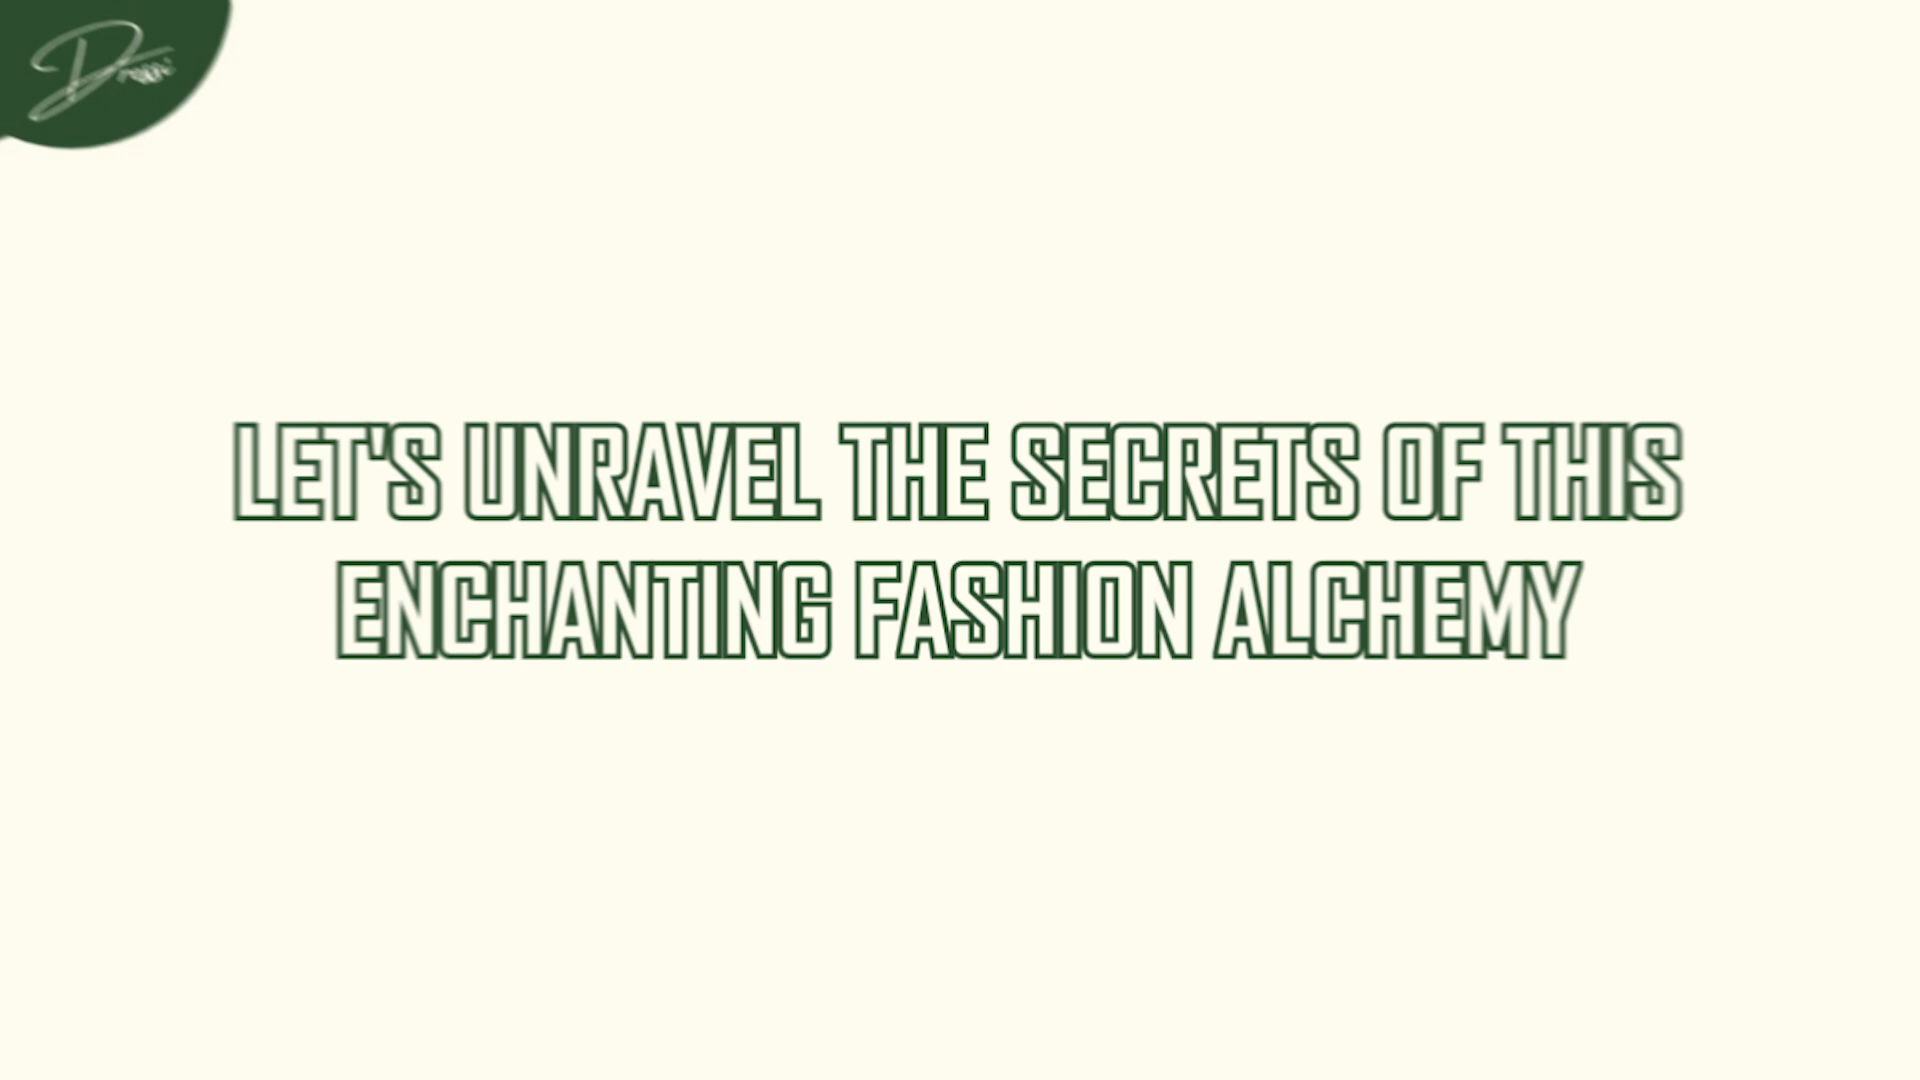 LET'S UNRAVEL THE SECRETS OF THIS
ENCHANTING FASHION ALCHEMY